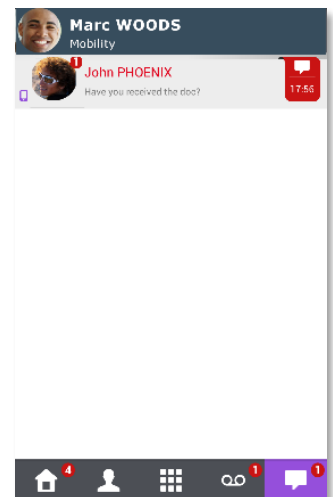 Marc WOODS
Mobility
1
John PHOENIX
Have you received the doc?
17:56
4
1
1